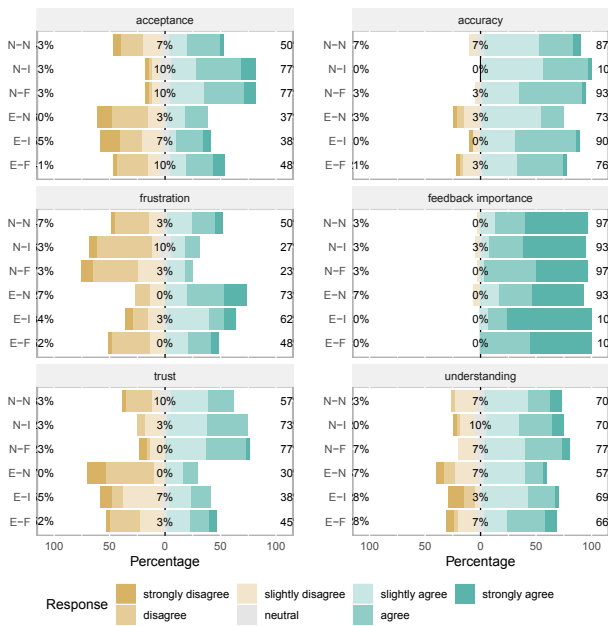 acceptance
accuracy
N−N 3% 7% 50
N−N 7% 7% 87
N−I 3% 10% 77
N−I 0% 0% 10
N−F 3% 10% 77
N−F 3% 3% 93
E−N 0% 3% 37
E−N 3% 3% 73
E−I 5% 7% 38
E−I 0% 0% 90
E−F 1% 10% 48
E−F 1% 3% 76
frustration
feedback importance
N−N 7% 3% 50
N−N 3% 0% 97
N−I 3% 10% 27
N−I 3% 3% 93
N−F 3% 3% 23
N−F 3% 0% 97
E−N 7% 0% 73
E−N 7% 0% 93
E−I 4% 3% 62
E−I 0% 0% 10
E−F 2% 0% 48
E−F 0% 0% 10
trust
understanding
N−N 3% 10% 57
N−N 3% 7% 70
N−I 3% 3% 73
N−I 0% 10% 70
N−F 3% 0% 77
N−F 7% 7% 77
E−N 0% 0% 30
E−N 7% 7% 57
E−I 5% 7% 38
E−I 8% 3% 69
E−F 2% 3% 45
E−F 8% 7% 66
100 50 0 50 100
100 50 0 50 100
Percentage
Percentage
Response
strongly disagree
slightly disagree
slightly agree
strongly agree
disagree
neutral
agree